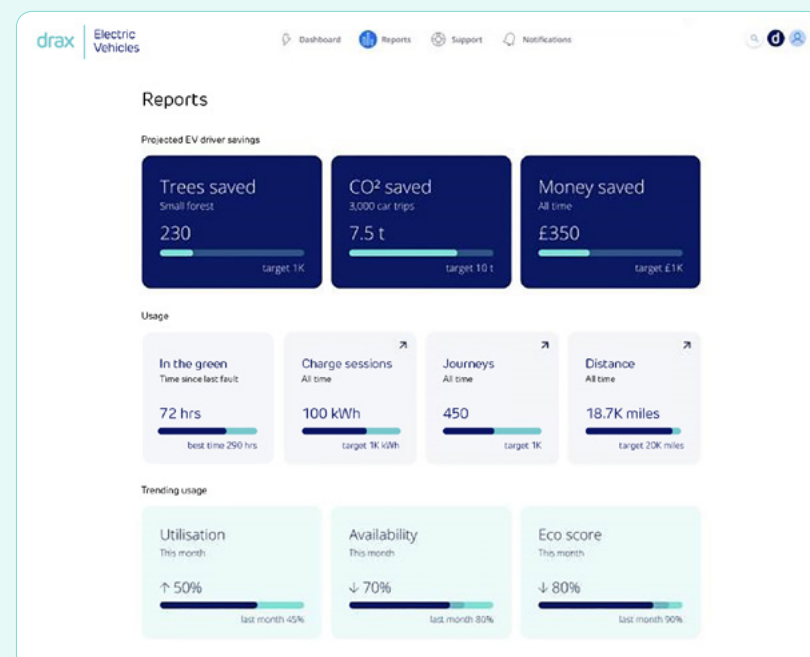 drax
Electric
Vehicles
Dashboard
Reports
Support
Notifications
d
Reports
Projected EV driver savings
Trees saved
Small forest
230
target 1K
CO² saved
3,000 car trips
7.5 t
target 10 t
Money saved
All time
£350
target £1K
Usage
In the green
Time since last fault
72 hrs
best time 290 hrs
Charge sessions
All time
100 kWh
target 1K kWh
Journeys
All time
450
target 1K
Distance
All time
18.7K miles
target 20K miles
Trending usage
Utilisation
This month
↑ 50%
last month 45%
Availability
This month
↓ 70%
last month 80%
Eco score
This month
↓ 80%
last month 90%